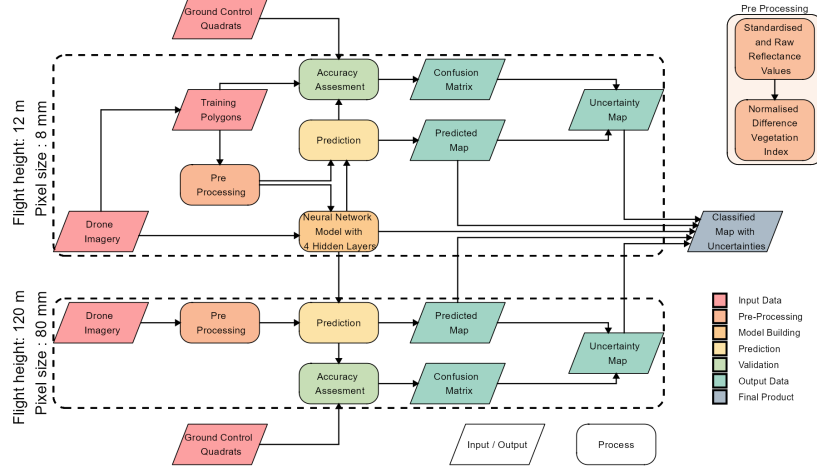 Ground Control
Quadrats
Pre Processing
Standardised
and Raw
Reflectance
Values
Normalised
Difference
Vegetation
Index
Flight height: 12 m
Pixel size : 8 mm
Accuracy
Assesment
Confusion
Matrix
Training
Polygons
Uncertainty
Map
Prediction
Predicted
Map
Pre
Processing
Drone
Imagery
Neural Network
Model with
4 Hidden Layers
Classified
Map with
Uncertainties
Flight height: 120 m
Pixel size : 80 mm
Drone
Imagery
Pre
Processing
Prediction
Predicted
Map
Uncertainty
Map
Accuracy
Assesment
Confusion
Matrix
Ground Control
Quadrats
Input / Output
Process
Input Data
Pre-Processing
Model Building
Prediction
Validation
Output Data
Final Product